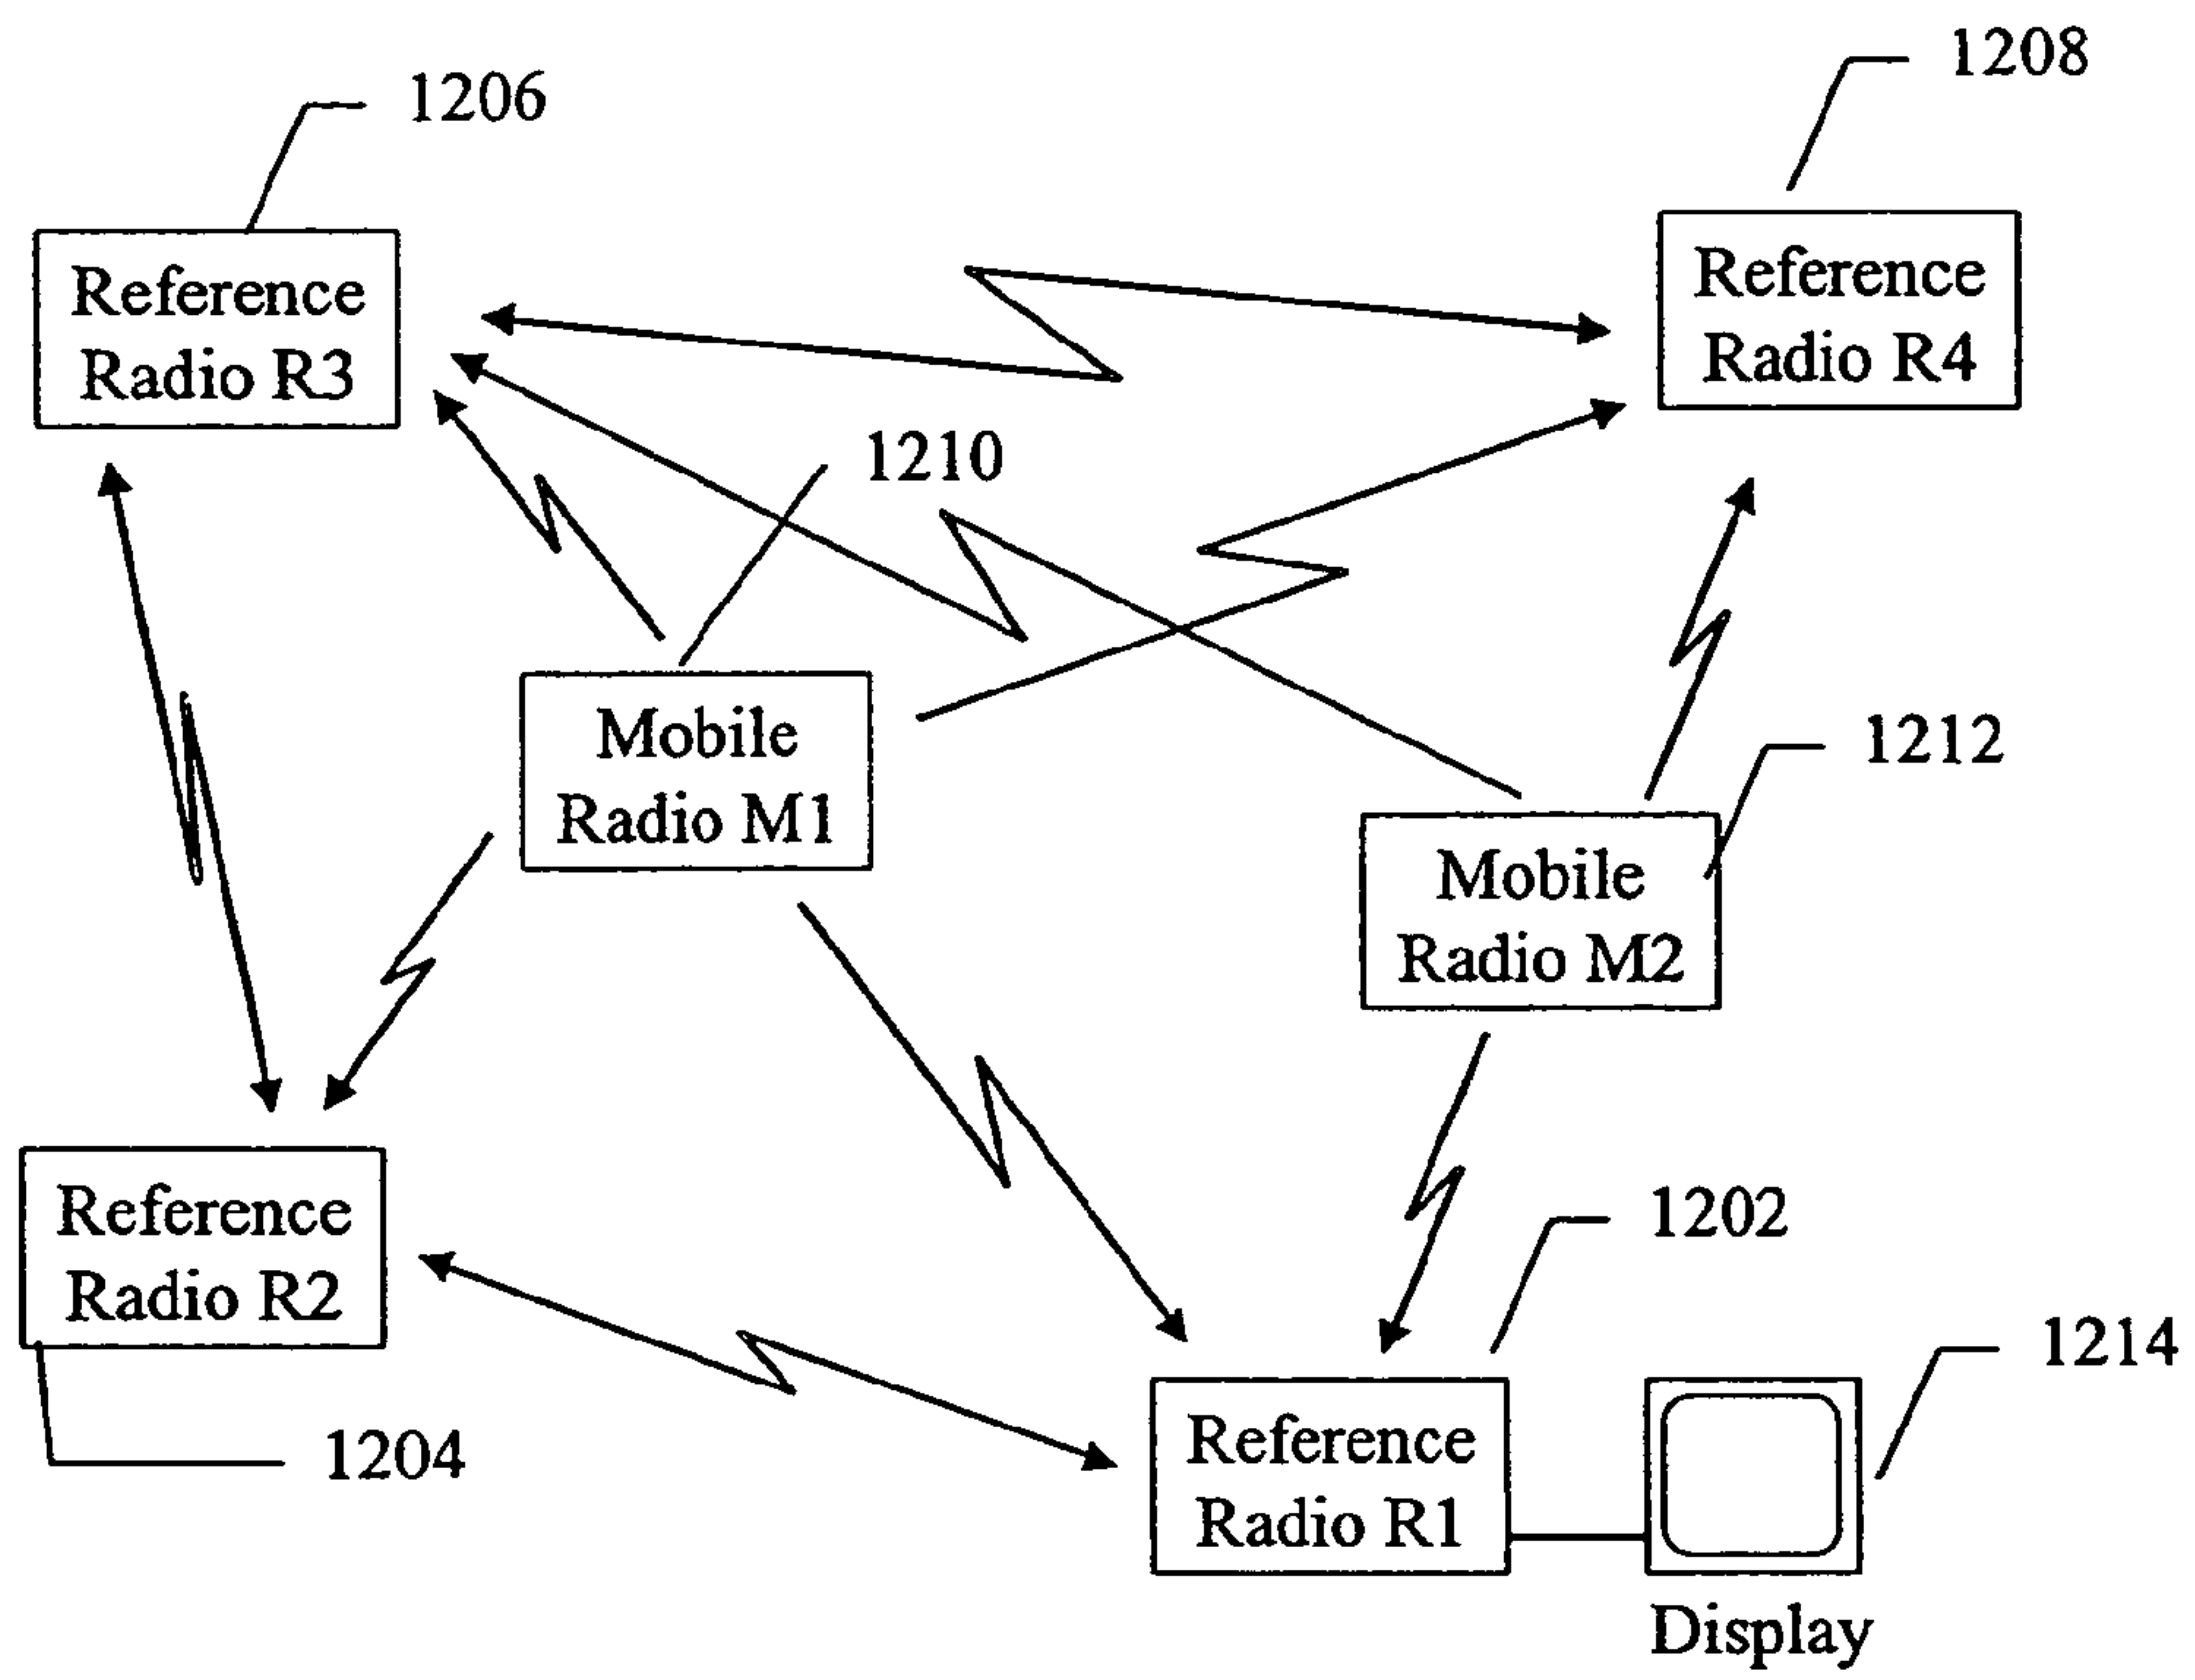 1208
1206
Reference
Radio R3
Reference
Radio R4
1210
1212
Mobile
Radio M1
Mobile
Radio M2
Reference
Radio R2
1202
1214
1204
Reference
Radio R1
Display